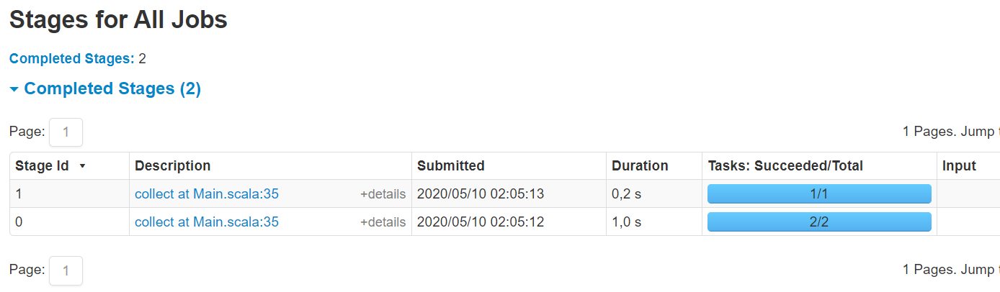 Stages for All Jobs
Completed Stages: 2
Completed Stages (2)
Page: 1 1 Pages. Jump
Stage Id Description Submitted Duration Tasks: Succeeded/Total Input
1 collect at Main.scala:35 +details 2020/05/10 02:05:13 0,2 s 1/1
0 collect at Main.scala:35 +details 2020/05/10 02:05:12 1,0 s 2/2
Page: 1 1 Pages. Jump